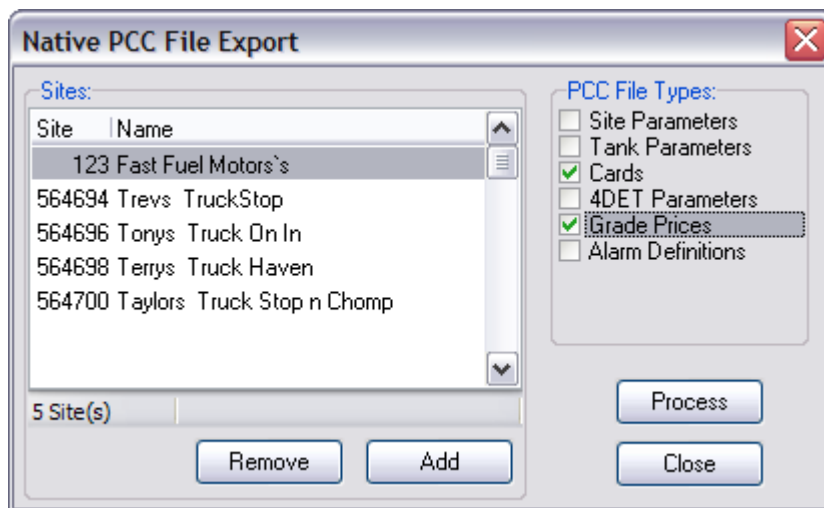 Native PCC File Export
Sites:
Site Name
123 Fast Fuel Motors`s
564694 Trevs TruckStop
564696 Tonys Truck On In
564698 Terrys Truck Haven
564700 Taylors Truck Stop n Chomp
5 Site(s)
Remove
Add
PCC File Types:
Site Parameters
Tank Parameters
Cards
4DET Parameters
Grade Prices
Alarm Definitions
Process
Close